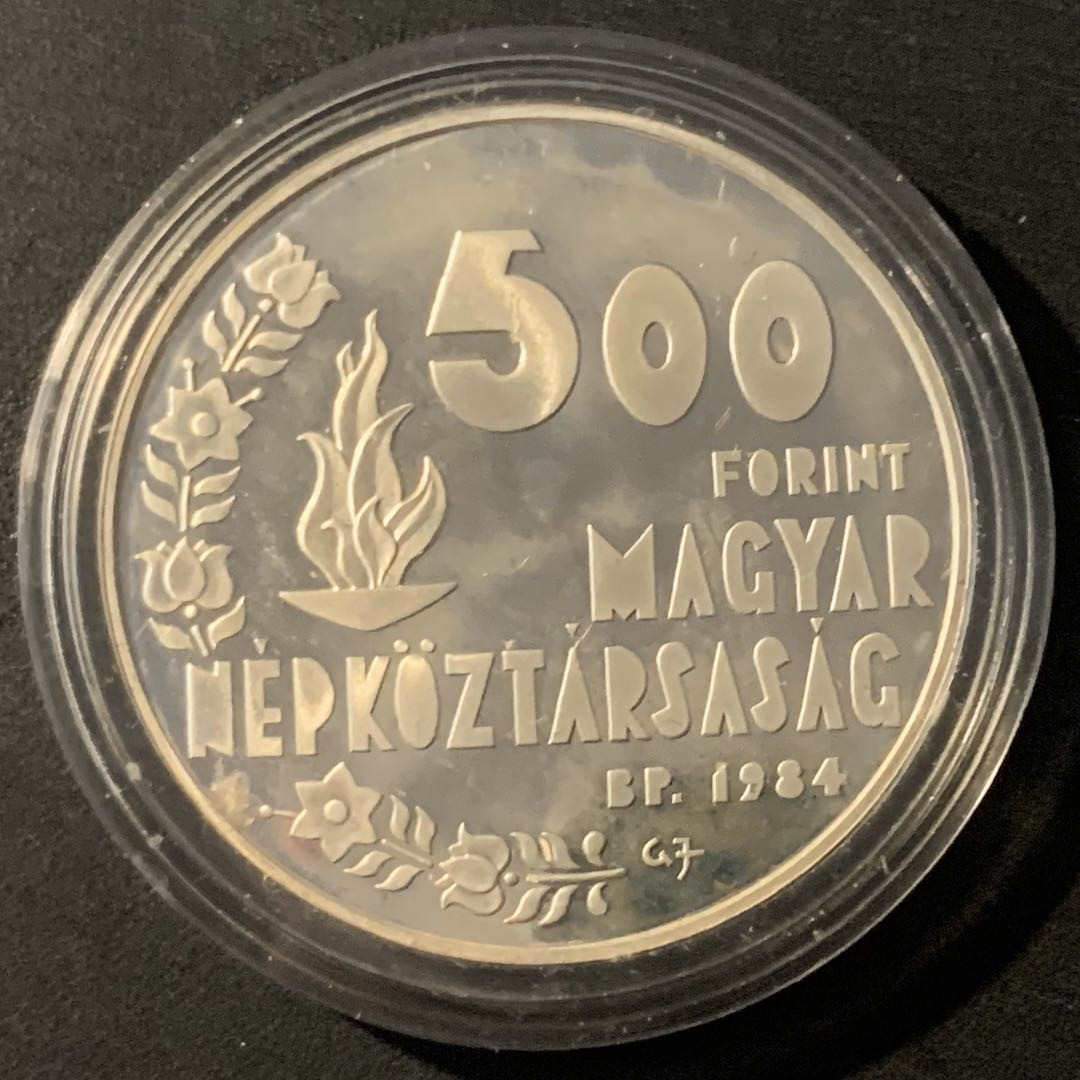 500
FORINT
MAGYAR
NÉPKÖZTÁRSASÁG
BP. 1984
GJ